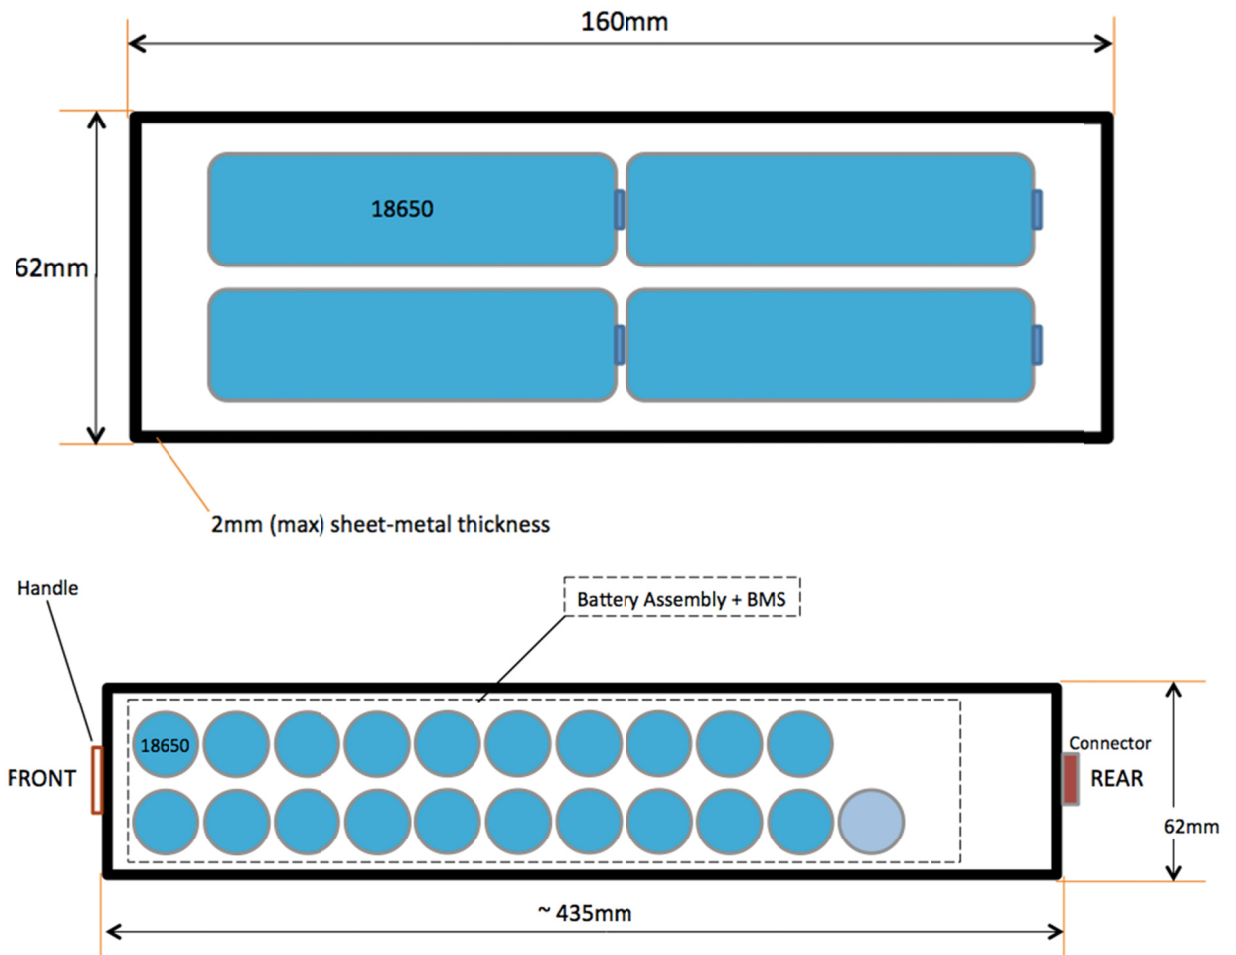 160mm
18650
62mm
2mm (max) sheet-metal thickness
Handle
Battery Assembly + BMS
18650
Connector
FRONT
REAR
62mm
~ 435mm